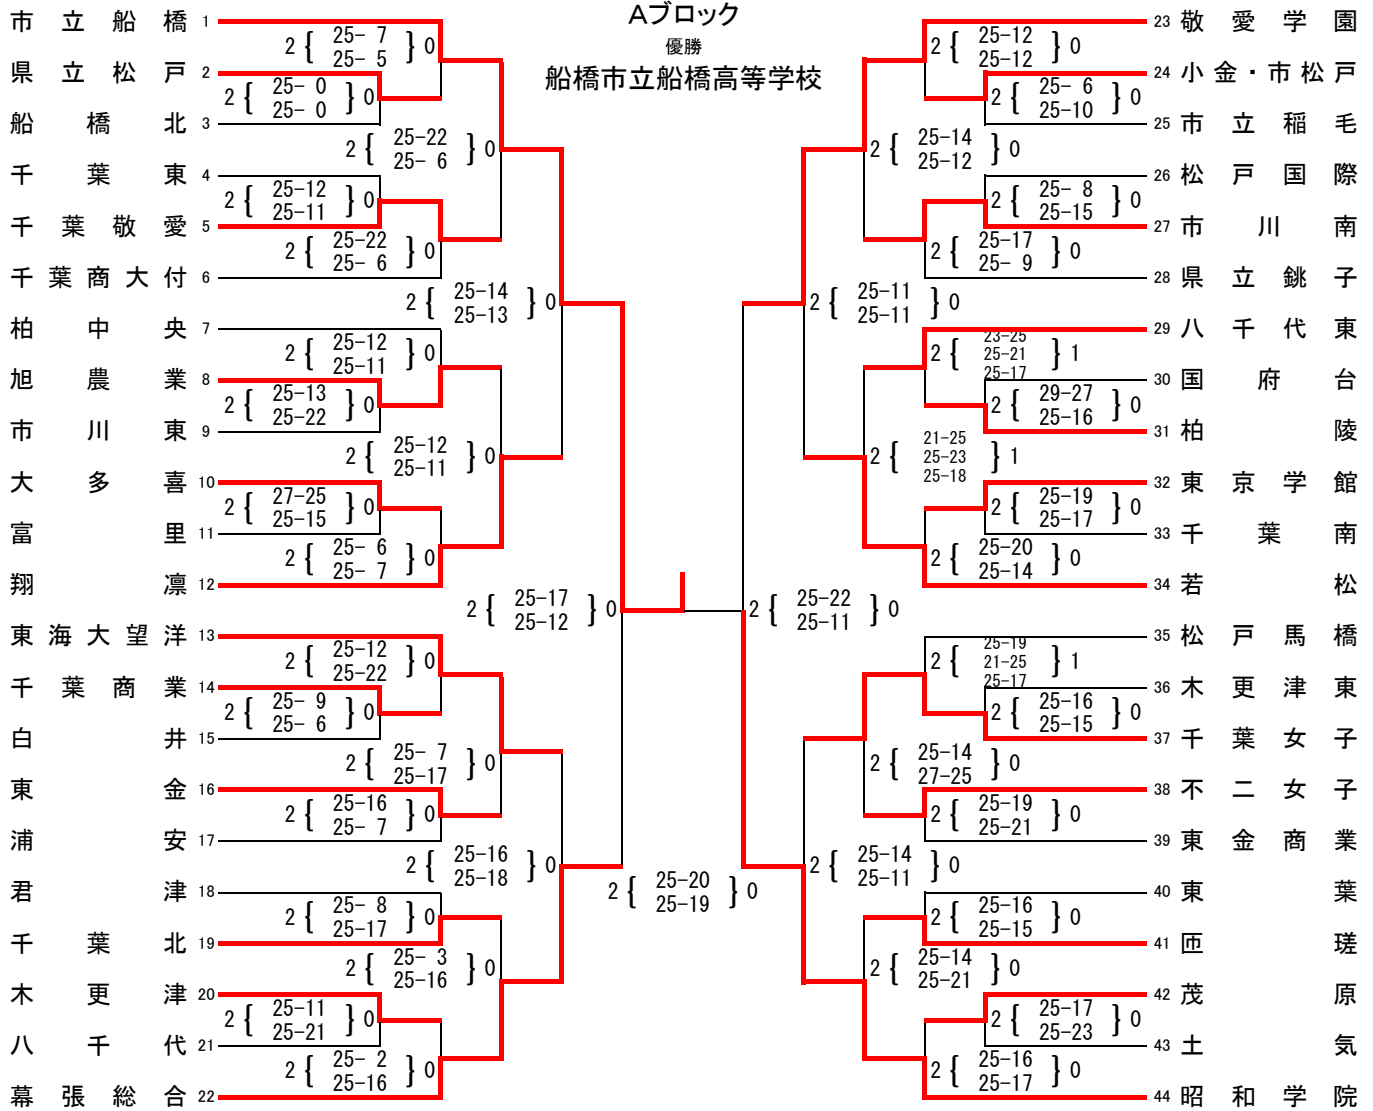 Aブロック
優勝
船橋市立船橋高等学校
市立船橋 1
2 { 25- 7 } 0
25- 5
県立松戸 2
2 { 25- 0 } 0
25- 0
船橋北 3
2 { 25-22 } 0
25- 6
千葉東 4
2 { 25-12 } 0
25-11
千葉敬愛 5
2 { 25-22 } 0
25- 6
千葉商大付 6
2 { 25-14 } 0
25-13
柏中央 7
2 { 25-12 } 0
25-11
旭農業 8
2 { 25-13 } 0
25-22
市川東 9
2 { 25-12 } 0
25-11
大多喜 10
2 { 27-25 } 0
25-15
富里 11
2 { 25- 6 } 0
25- 7
翔凛 12
2 { 25-17 } 0
25-12
東海大望洋 13
2 { 25-12 } 0
25-22
千葉商業 14
2 { 25- 9 } 0
25- 6
白井 15
2 { 25- 7 } 0
25-17
東金 16
2 { 25-16 } 0
25- 7
浦安 17
2 { 25-16 } 0
25-18
君津 18
2 { 25- 8 } 0
25-17
千葉北 19
2 { 25- 3 } 0
25-16
木更津 20
2 { 25-11 } 0
25-21
八千代 21
2 { 25- 2 } 0
25-16
幕張総合 22
2 { 25-20 } 0
25-19
23 敬愛学園
2 { 25-12 } 0
25-12
24 小金・市松戸
2 { 25- 6 } 0
25-10
25 市立稲毛
2 { 25-14 } 0
25-12
26 松戸国際
2 { 25- 8 } 0
25-15
27 市川南
2 { 25-17 } 0
25- 9
28 県立銚子
2 { 25-11 } 0
25-11
29 八千代東
23-25
2 { 25-21 } 1
25-17
30 国府台
2 { 29-27 } 0
25-16
31 柏陵
21-25
2 { 25-23 } 1
25-18
32 東京学館
2 { 25-19 } 0
25-17
33 千葉南
2 { 25-20 } 0
25-14
34 若松
2 { 25-22 } 0
25-11
35 松戸馬橋
25-19
2 { 21-25 } 1
25-17
36 木更津東
2 { 25-16 } 0
25-15
37 千葉女子
2 { 25-14 } 0
27-25
38 不二女子
2 { 25-19 } 0
25-21
39 東金商業
2 { 25-14 } 0
25-11
40 東葉
2 { 25-16 } 0
25-15
41 匝瑳
2 { 25-14 } 0
25-21
42 茂原
2 { 25-17 } 0
25-23
43 土気
2 { 25-16 } 0
25-17
44 昭和学院